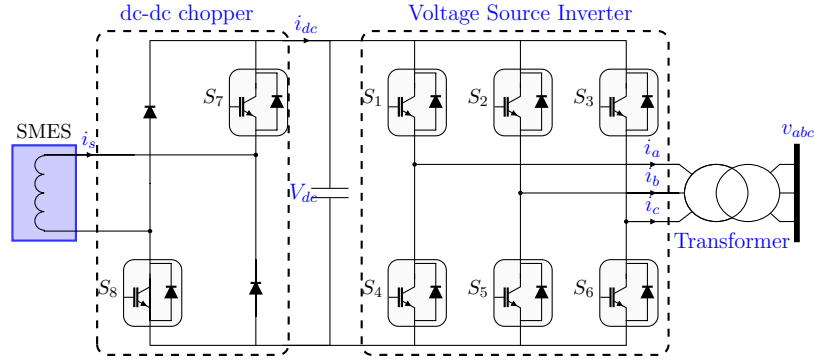 dc-dc chopper
Voltage Source Inverter
i_dc
S_7
S_1
S_2
S_3
SMES
i_s
v_abc
i_a
i_b
V_dc
i_c
Transformer
S_8
S_4
S_5
S_6